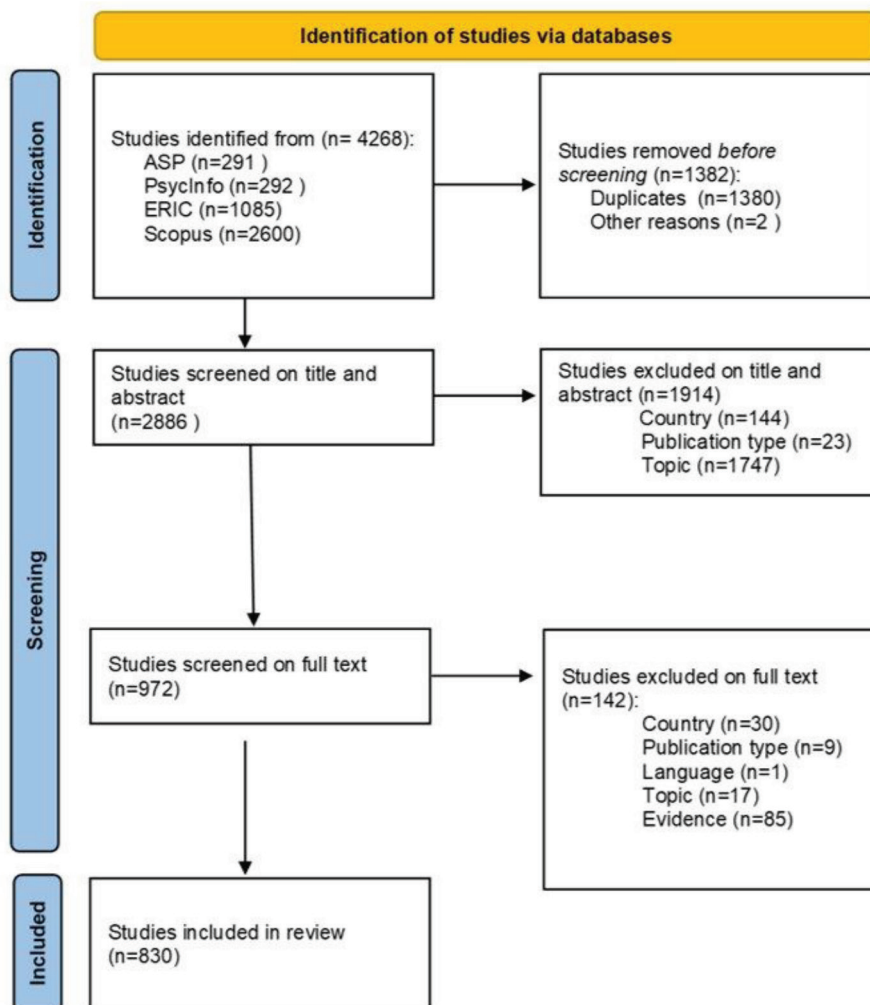 Identification of studies via databases
Identification
Studies identified from (n= 4268):
ASP (n=291 )
PsycInfo (n=292 )
ERIC (n=1085)
Scopus (n=2600)
Studies removed before
screening (n=1382):
Duplicates (n=1380)
Other reasons (n=2 )
Screening
Studies screened on title and
abstract
(n=2886 )
Studies excluded on title and
abstract (n=1914)
Country (n=144)
Publication type (n=23)
Topic (n=1747)
Studies screened on full text
(n=972)
Studies excluded on full text
(n=142):
Country (n=30)
Publication type (n=9)
Language (n=1)
Topic (n=17)
Evidence (n=85)
Included
Studies included in review
(n=830)